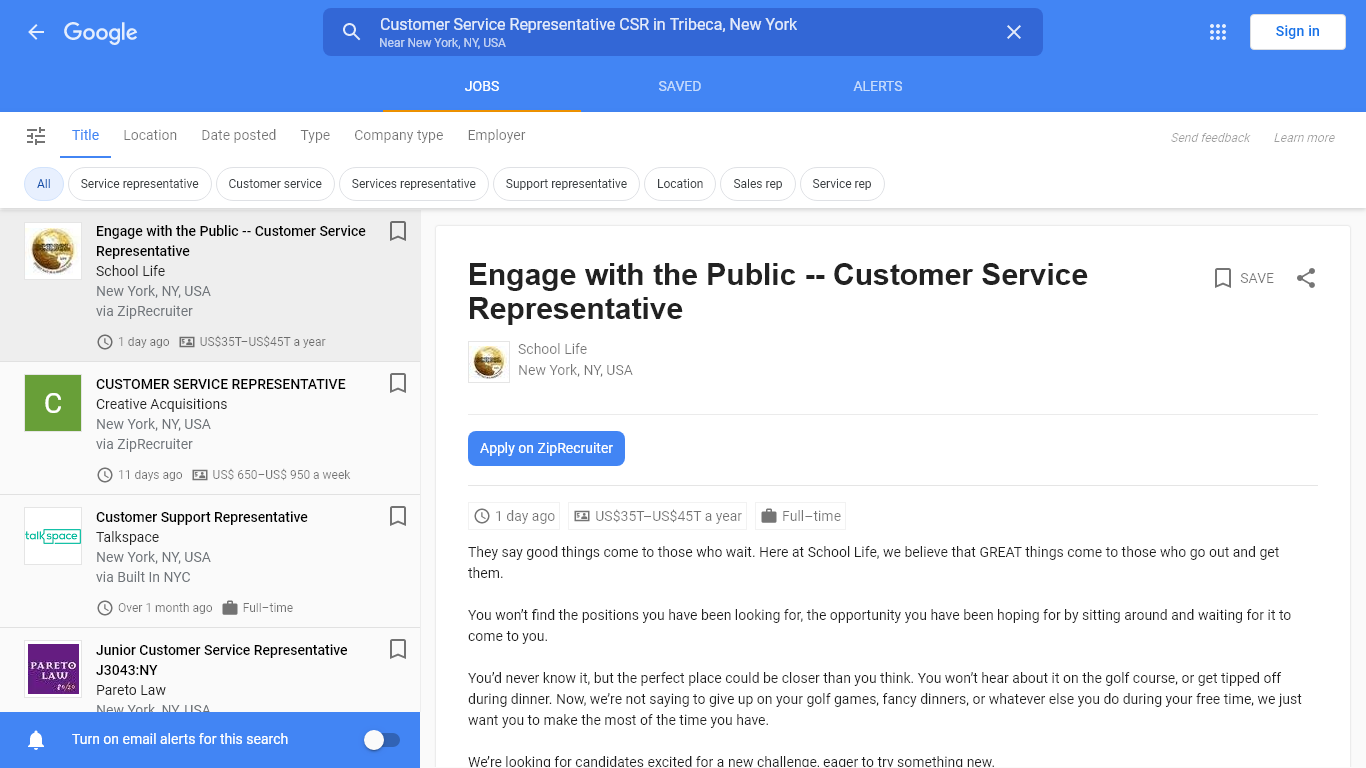 Google
Customer Service Representative CSR in Tribeca, New York
Near New York, NY, USA
Sign in
JOBS
SAVED
ALERTS
Title
Location
Date posted
Type
Company type
Employer
Send feedback
Learn more
All
Service representative
Customer service
Services representative
Support representative
Location
Sales rep
Service rep
Engage with the Public -- Customer Service
Representative
School Life
New York, NY, USA
via ZipRecruiter
1 day ago
US$35T–US$45T a year
C
CUSTOMER SERVICE REPRESENTATIVE
Creative Acquisitions
New York, NY, USA
via ZipRecruiter
11 days ago
US$ 650–US$ 950 a week
talkspace
Customer Support Representative
Talkspace
New York, NY, USA
via Built In NYC
Over 1 month ago
Full–time
PARETO
LAW
80/20
Junior Customer Service Representative
J3043:NY
Pareto Law
New York, NY, USA
Turn on email alerts for this search
Engage with the Public -- Customer Service
Representative
SAVE
School Life
New York, NY, USA
Apply on ZipRecruiter
1 day ago
US$35T–US$45T a year
Full–time
They say good things come to those who wait. Here at School Life, we believe that GREAT things come to those who go out and get
them.
You won’t find the positions you have been looking for, the opportunity you have been hoping for by sitting around and waiting for it to
come to you.
You’d never know it, but the perfect place could be closer than you think. You won’t hear about it on the golf course, or get tipped off
during dinner. Now, we’re not saying to give up on your golf games, fancy dinners, or whatever else you do during your free time, we just
want you to make the most of the time you have.
We’re looking for candidates excited for a new challenge, eager to try something new.